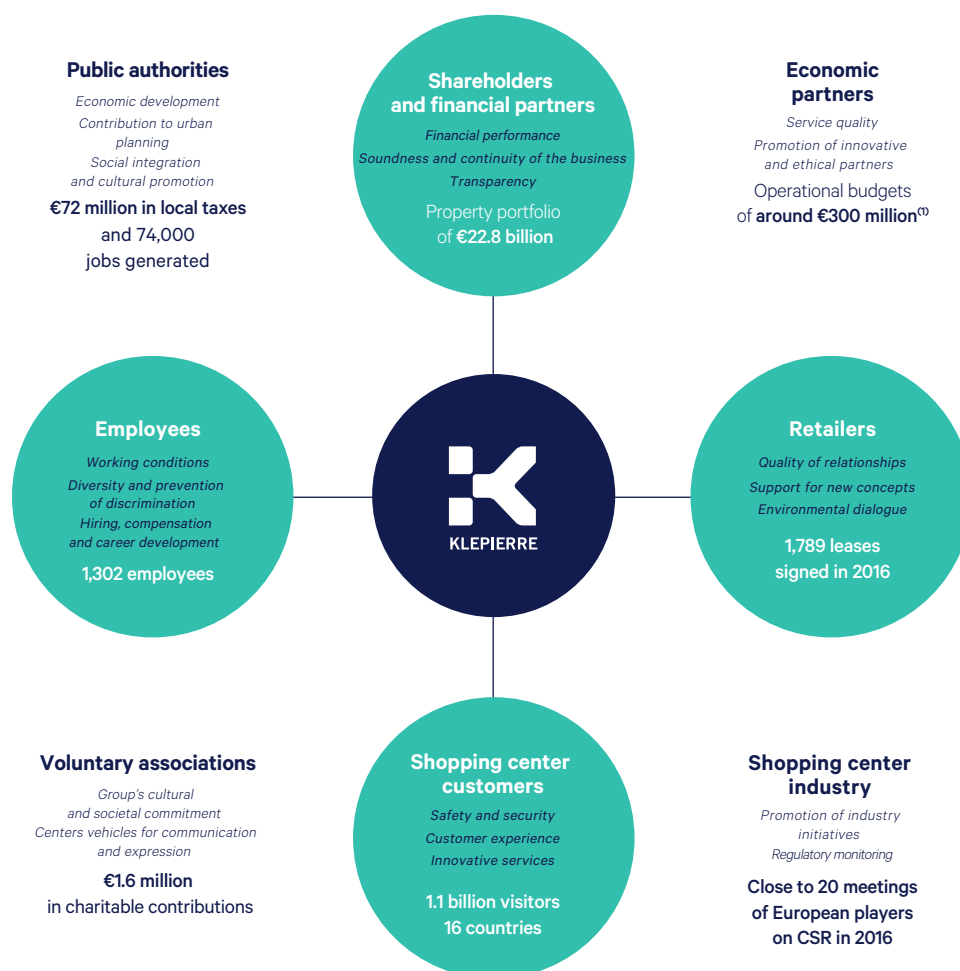 Public authorities
Economic development
Contribution to urban
planning
Social integration
and cultural promotion
€72 million in local taxes
and 74,000
jobs generated
Shareholders
and financial partners
Financial performance
Soundness and continuity of the business
Transparency
Property portfolio
of €22.8 billion
Economic
partners
Service quality
Promotion of innovative
and ethical partners
Operational budgets
of around €300 million(1)
Employees
Working conditions
Diversity and prevention
of discrimination
Hiring, compensation
and career development
1,302 employees
KLEPIERRE
Retailers
Quality of relationships
Support for new concepts
Environmental dialogue
1,789 leases
signed in 2016
Voluntary associations
Group's cultural
and societal commitment
Centers vehicles for communication
and expression
€1.6 million
in charitable contributions
Shopping center
customers
Safety and security
Customer experience
Innovative services
1.1 billion visitors
16 countries
Shopping center
industry
Promotion of industry
initiatives
Regulatory monitoring
Close to 20 meetings
of European players
on CSR in 2016